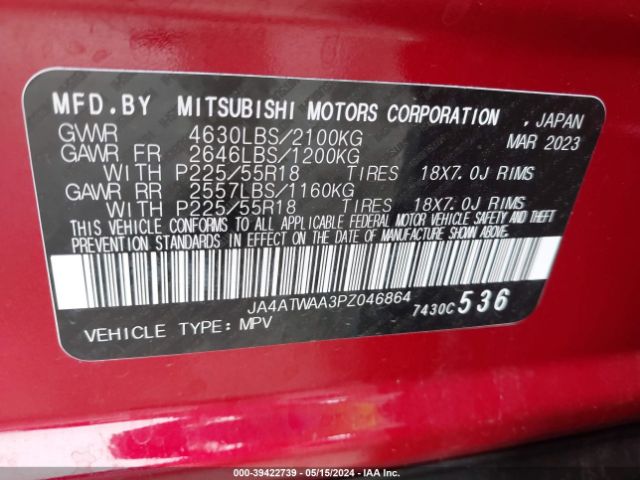 MFD.BY MITSUBISHI MOTORS CORPORATION , JAPAN
GVWR 4630LBS/2100KG MAR 2023
GAWR FR 2646LBS/1200KG
WITH P225/55R18 TIRES 18X7.0J RIMS
GAWR RR 2557LBS/1160KG
WITH P225/55R18 TIRES 18X7.0J RIMS
THIS VEHICLE CONFORMS TO ALL APPLICABLE FEDERAL MOTOR VEHICLE SAFETY AND THEFT
PREVENTION STANDARDS IN EFFECT ON THE DATE OF MANUFACTURE SHOWN ABOVE.
JA4ATWAA3PZ046864 7430C536
VEHICLE TYPE: MPV
000-39422739 - 05/15/2024 - IAA Inc.